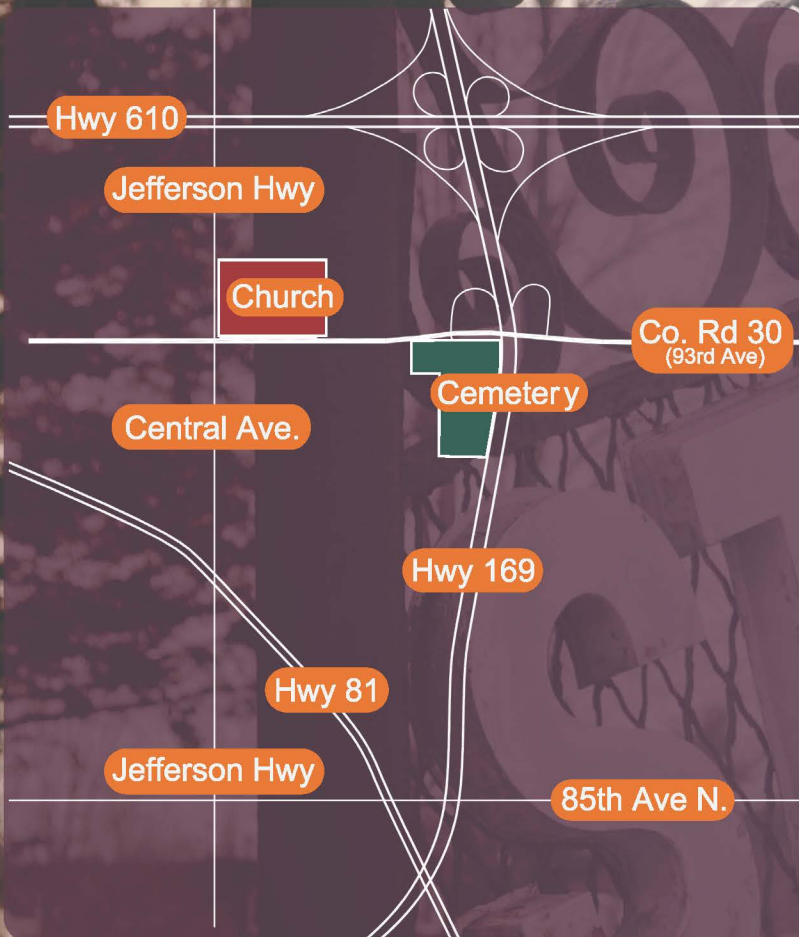 Hwy 610
Jefferson Hwy
Church
Co. Rd 30
(93rd Ave)
Cemetery
Central Ave.
Hwy 169
Hwy 81
Jefferson Hwy
85th Ave N.